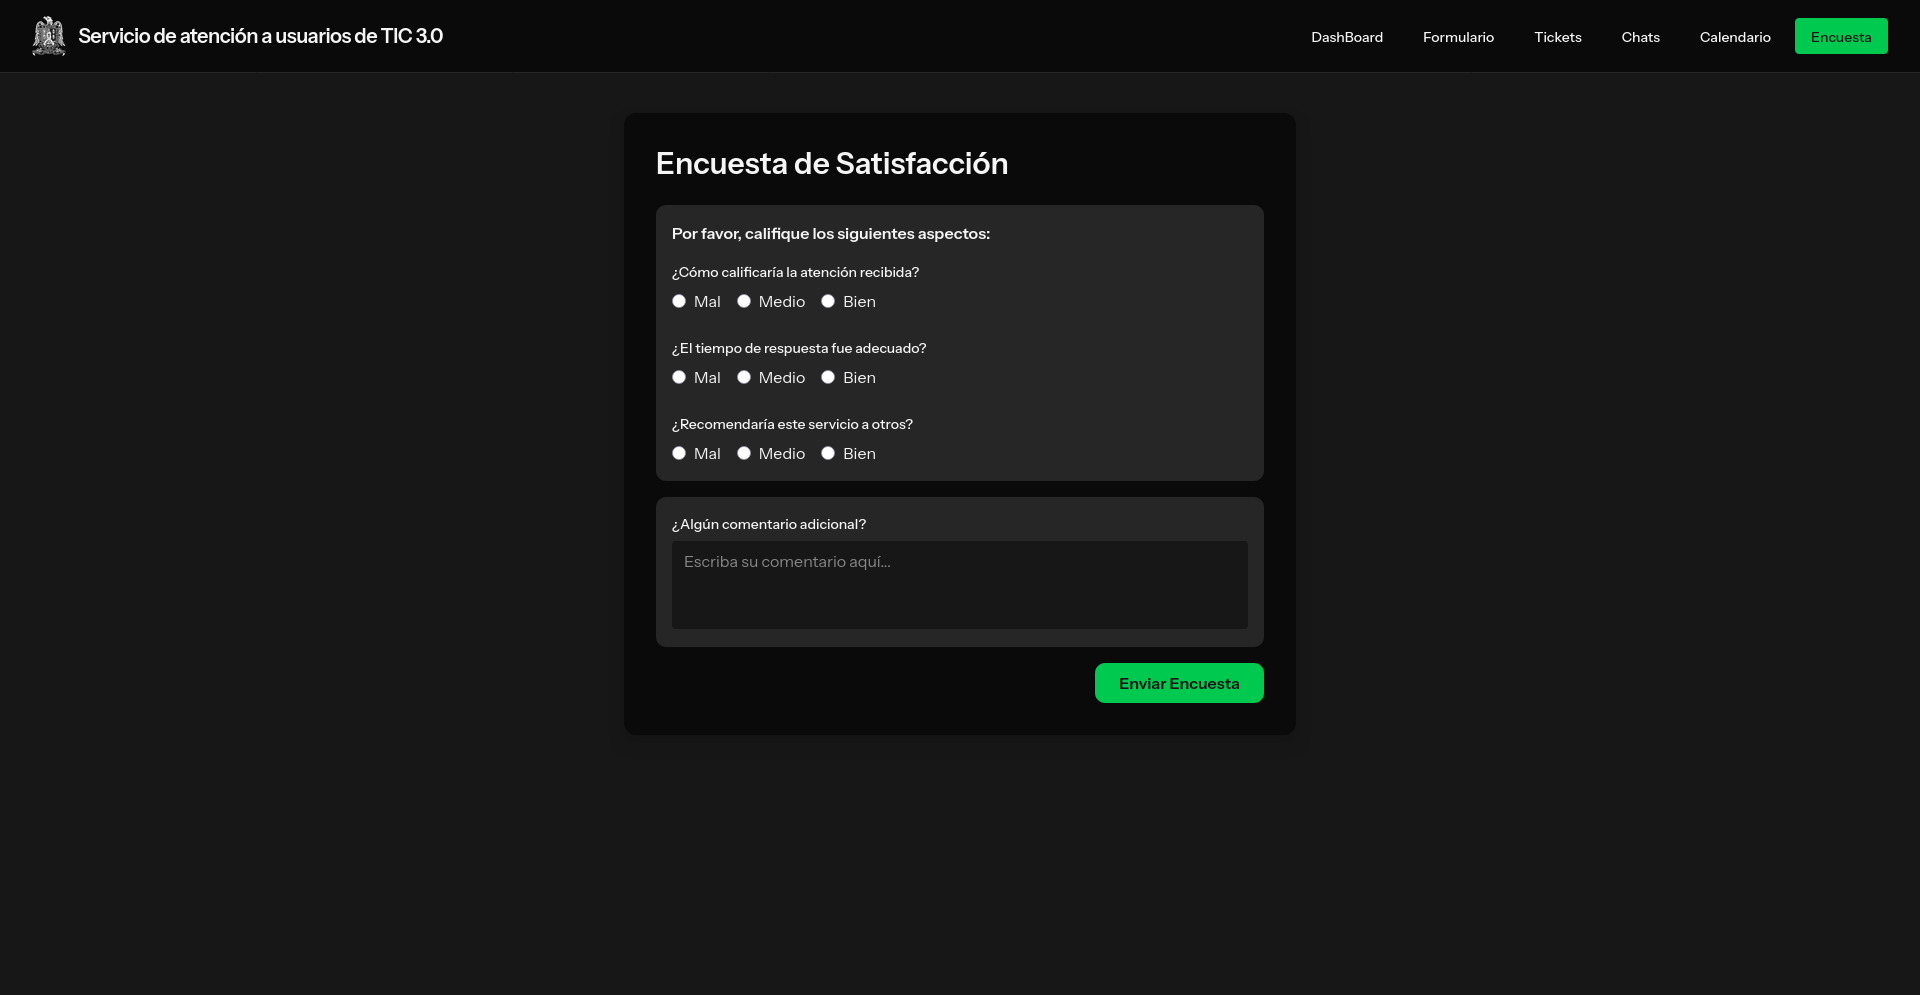 Servicio de atención a usuarios de TIC 3.0
DashBoard
Formulario
Tickets
Chats
Calendario
Encuesta
Encuesta de Satisfacción
Por favor, califique los siguientes aspectos:
¿Cómo calificaría la atención recibida?
Mal Medio Bien
¿El tiempo de respuesta fue adecuado?
Mal Medio Bien
¿Recomendaría este servicio a otros?
Mal Medio Bien
¿Algún comentario adicional?
Escriba su comentario aquí...
Enviar Encuesta